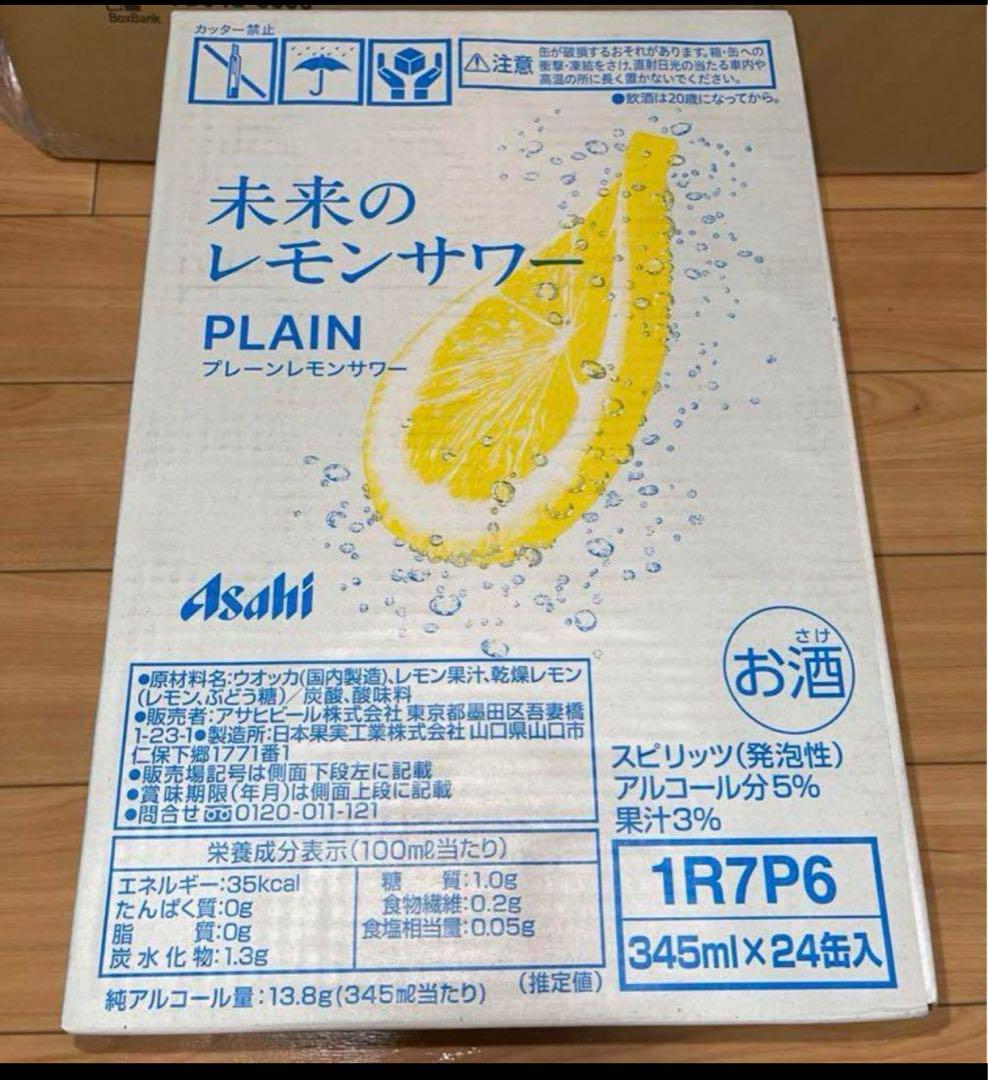 BoxBank
カッター禁止
⚠注意
缶が破損するおそれがあります。箱・缶への
衝撃・凍結をさけ、直射日光の当たる車内や
高温の所に長く置かないでください。
●飲酒は20歳になってから。
未来の
レモンサワー
PLAIN
プレーンレモンサワー
Asahi
●原材料名:ウオッカ(国内製造)、レモン果汁、乾燥レモン
(レモン、ぶどう糖)/炭酸、酸味料
●販売者:アサヒビール株式会社 東京都墨田区吾妻橋
1-23-1●製造所:日本果実工業株式会社 山口県山口市
仁保下郷1771番1
●販売場記号は側面下段左に記載
●賞味期限(年月)は側面上段に記載
●問合せ 0120-011-121
さけ
お酒
スピリッツ(発泡性)
アルコール分5%
果汁3%
栄養成分表示(100㎖当たり)
エネルギー:35kcal
たんぱく質:0g
脂質:0g
炭水化物:1.3g
糖質:1.0g
食物繊維:0.2g
食塩相当量:0.05g
純アルコール量:13.8g(345㎖当たり)
(推定値)
1R7P6
345ml×24缶入